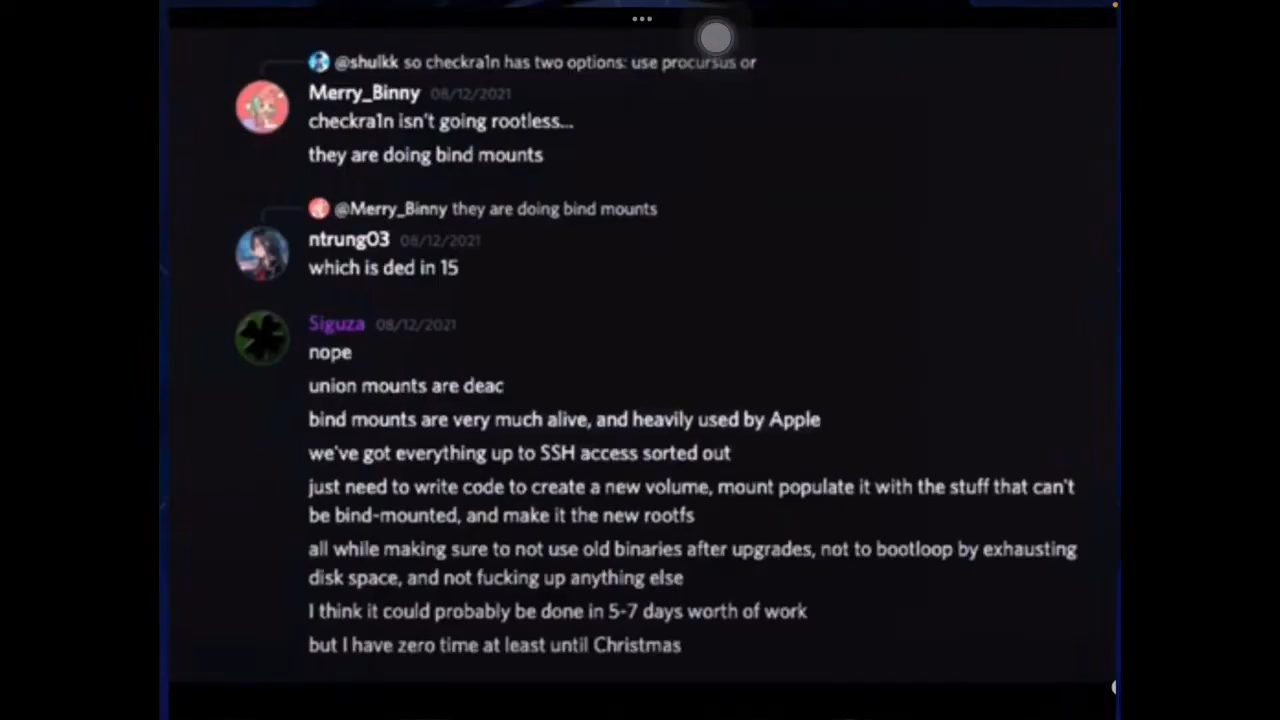 @shulkk so checkra1n has two options: use procursus or
Merry_Binny 08/12/2021
checkra1n isn't going rootless...
they are doing bind mounts
@Merry_Binny they are doing bind mounts
ntrung03 08/12/2021
which is ded in 15
Siguza 08/12/2021
nope
union mounts are deac
bind mounts are very much alive, and heavily used by Apple
we've got everything up to SSH access sorted out
just need to write code to create a new volume, mount populate it with the stuff that can't
be bind-mounted, and make it the new rootfs
all while making sure to not use old binaries after upgrades, not to bootloop by exhausting
disk space, and not fucking up anything else
I think it could probably be done in 5-7 days worth of work
but I have zero time at least until Christmas